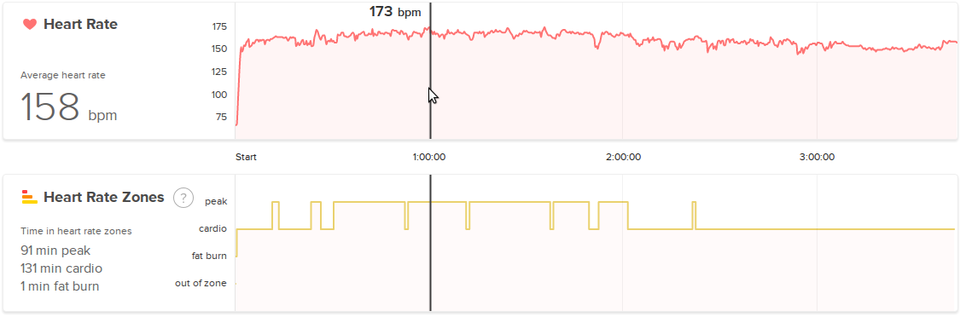 173 bpm
Heart Rate
Average heart rate
158 bpm
175
150
125
100
75
Start 1:00:00 2:00:00 3:00:00
Heart Rate Zones ?
Time in heart rate zones
91 min peak
131 min cardio
1 min fat burn
peak
cardio
fat burn
out of zone